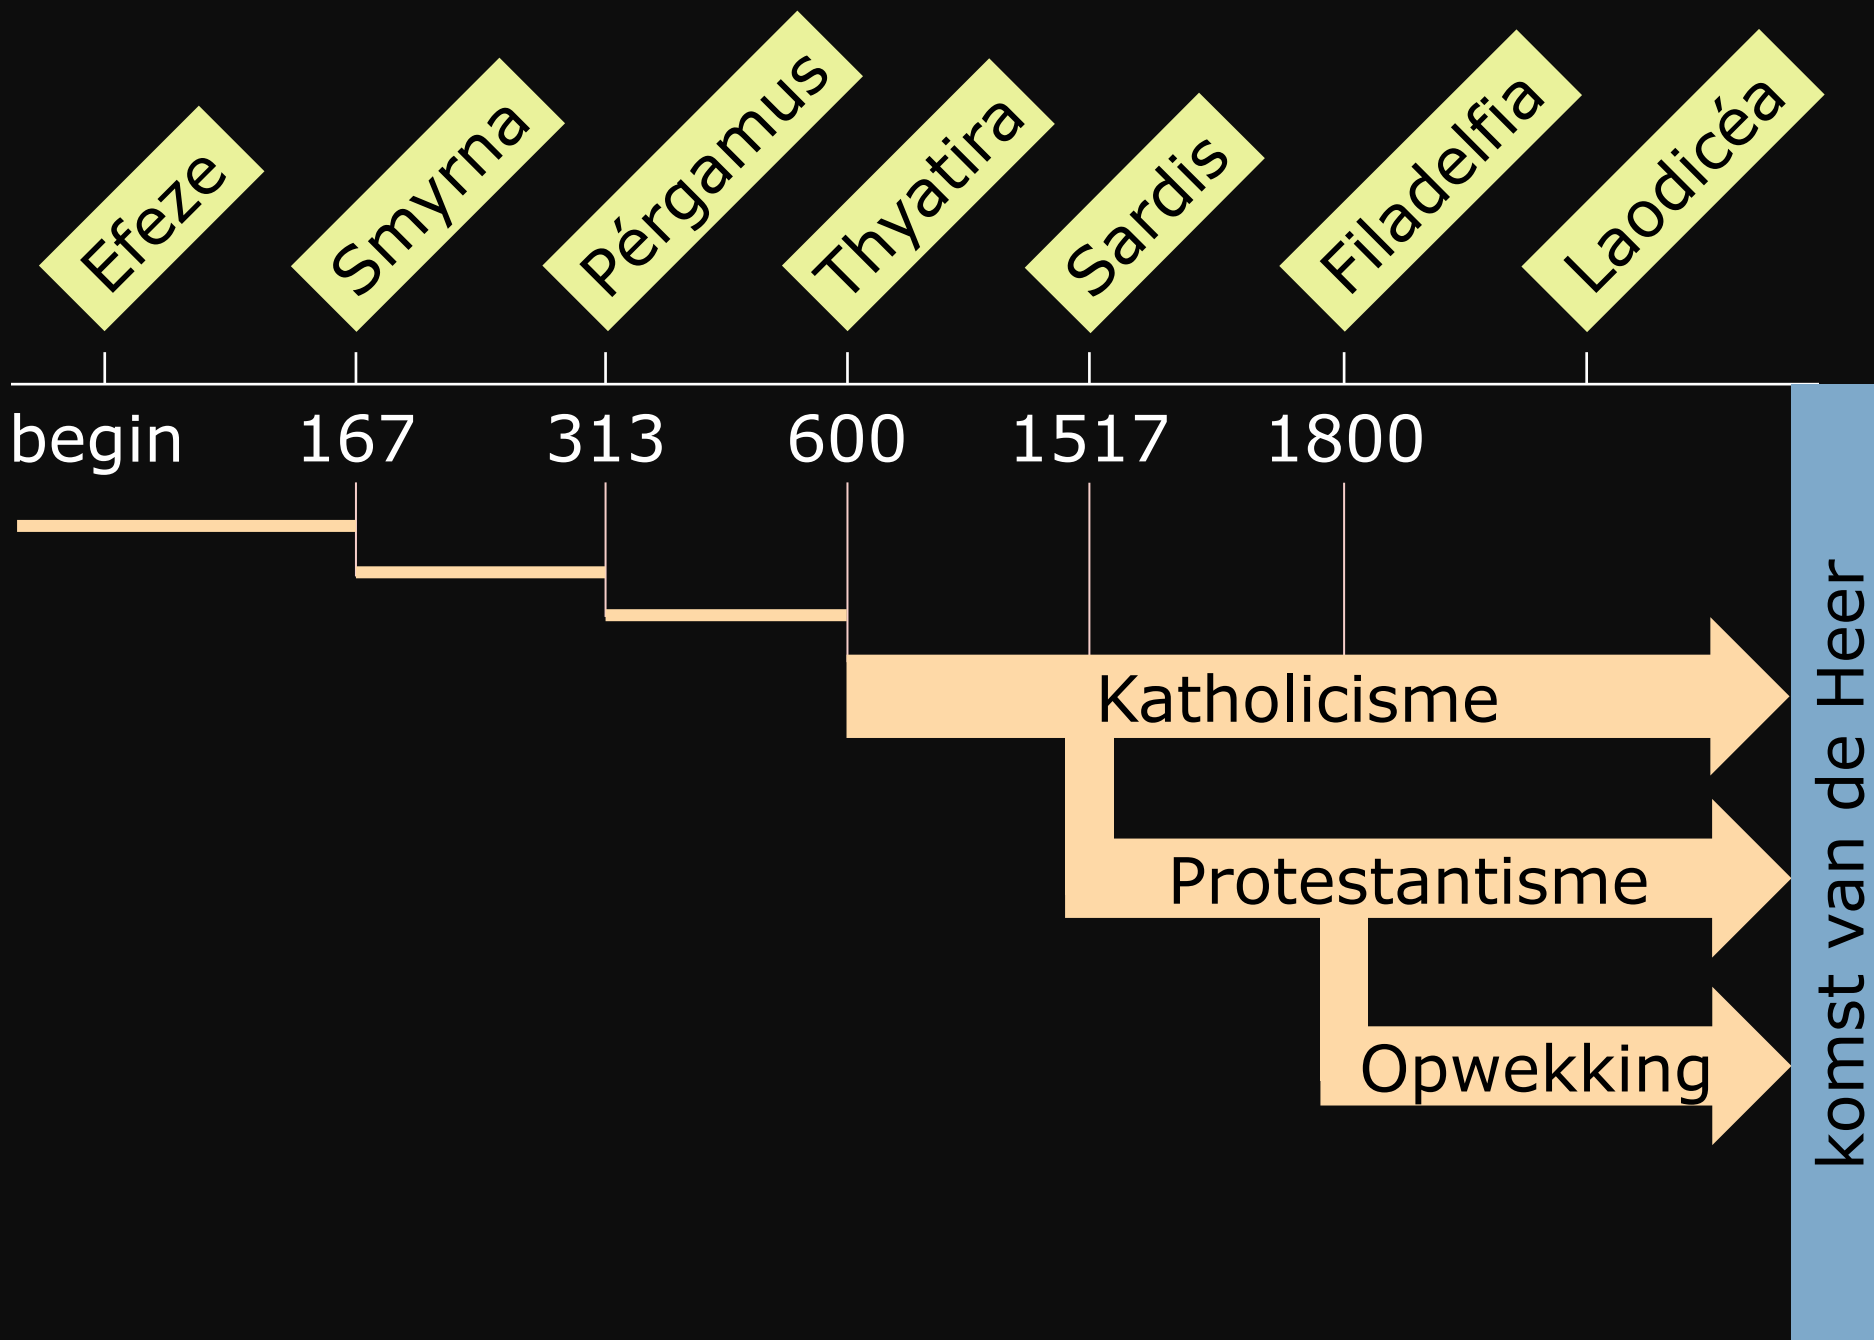 Efeze
Smyrna
Pérgamus
Thyatira
Sardis
Filadelfia
Laodicéa
begin 167 313 600 1517 1800
Katholicisme
Protestantisme
Opwekking
komst van de Heer